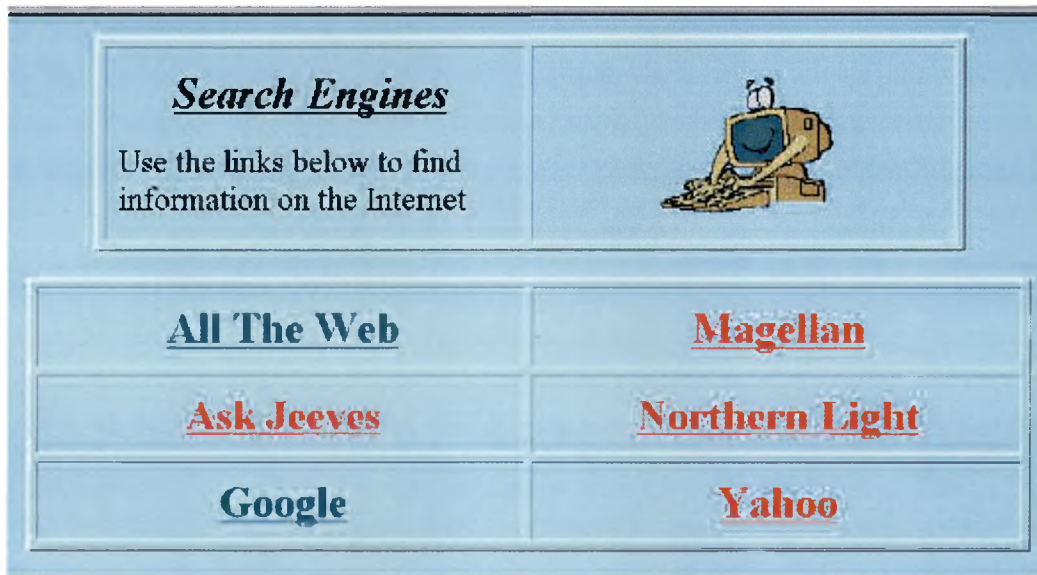 Search Engines
Use the links below to find
information on the Internet
All The Web
Magellan
Ask Jeeves
Northern Light
Google
Yahoo